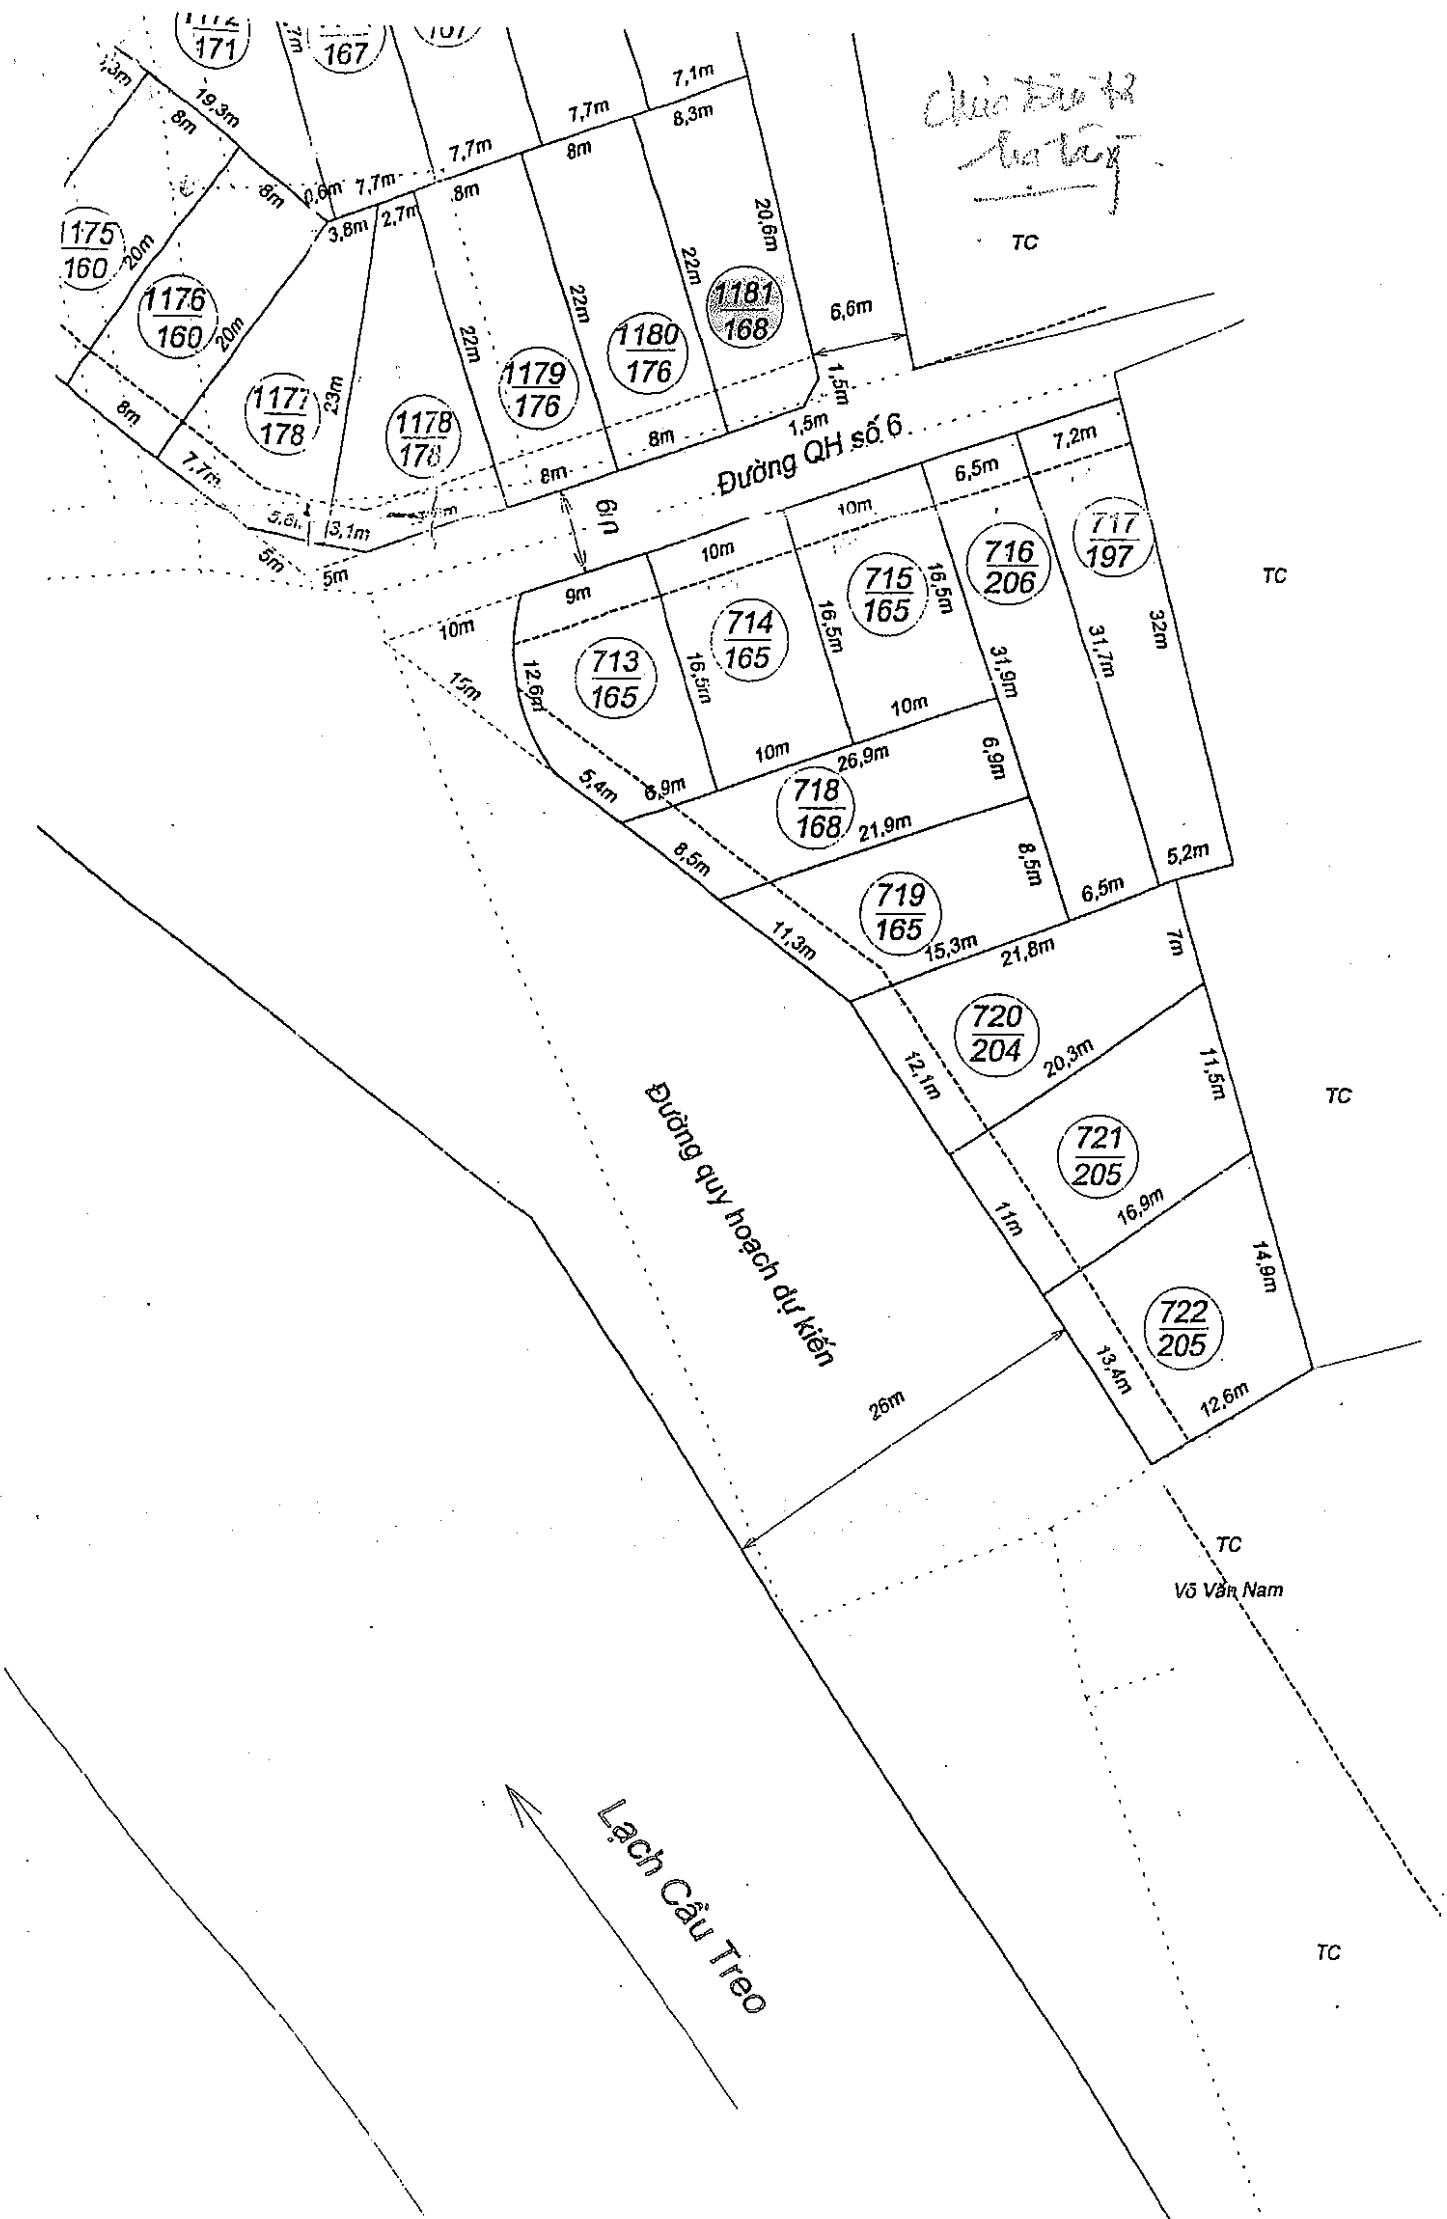 171
167
7,1m
19,3m
8m
7,7m
8,3m
7,7m
8m
TC
0,6m
7,7m
8m
8m
3,8m
2,7m
20,6m
1175
160
20m
22m
1181
168
1176
160
22m
6,6m
20m
22m
1180
176
1179
176
1,5m
8m
1177
178
23m
1178
178
1,5m
8m
8m
Đường QH số 6
7,2m
7,7m
6,5m
6m
10m
3,1m
10m
717
197
716
206
5m
5m
TC
9m
715
165
16,5m
10m
714
165
16,5m
32m
31,7m
713
165
16,5m
31,9m
12,6m
15m
10m
10m
26,9m
6,9m
5,4m
6,9m
718
168
21,9m
8,5m
8,5m
5,2m
6,5m
719
165
11,3m
15,3m
21,8m
7m
720
204
20,3m
12,1m
11,5m
TC
Đường quy hoạch dự kiến
721
205
16,9m
11m
14,9m
722
205
13,4m
12,6m
26m
TC
Võ Văn Nam
Lạch Cầu Treo
TC